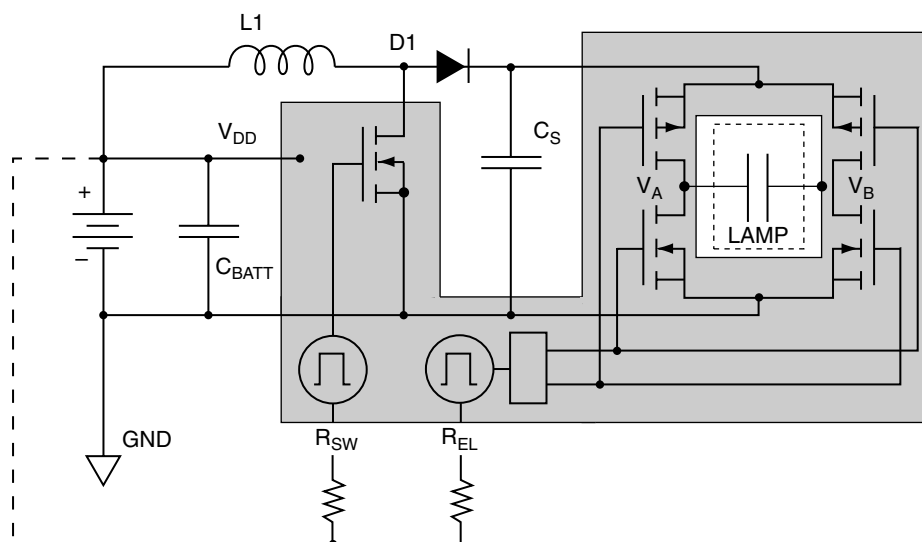 L1
D1
V_DD
C_S
+
–
C_BATT
V_A
V_B
LAMP
GND
R_SW
R_EL